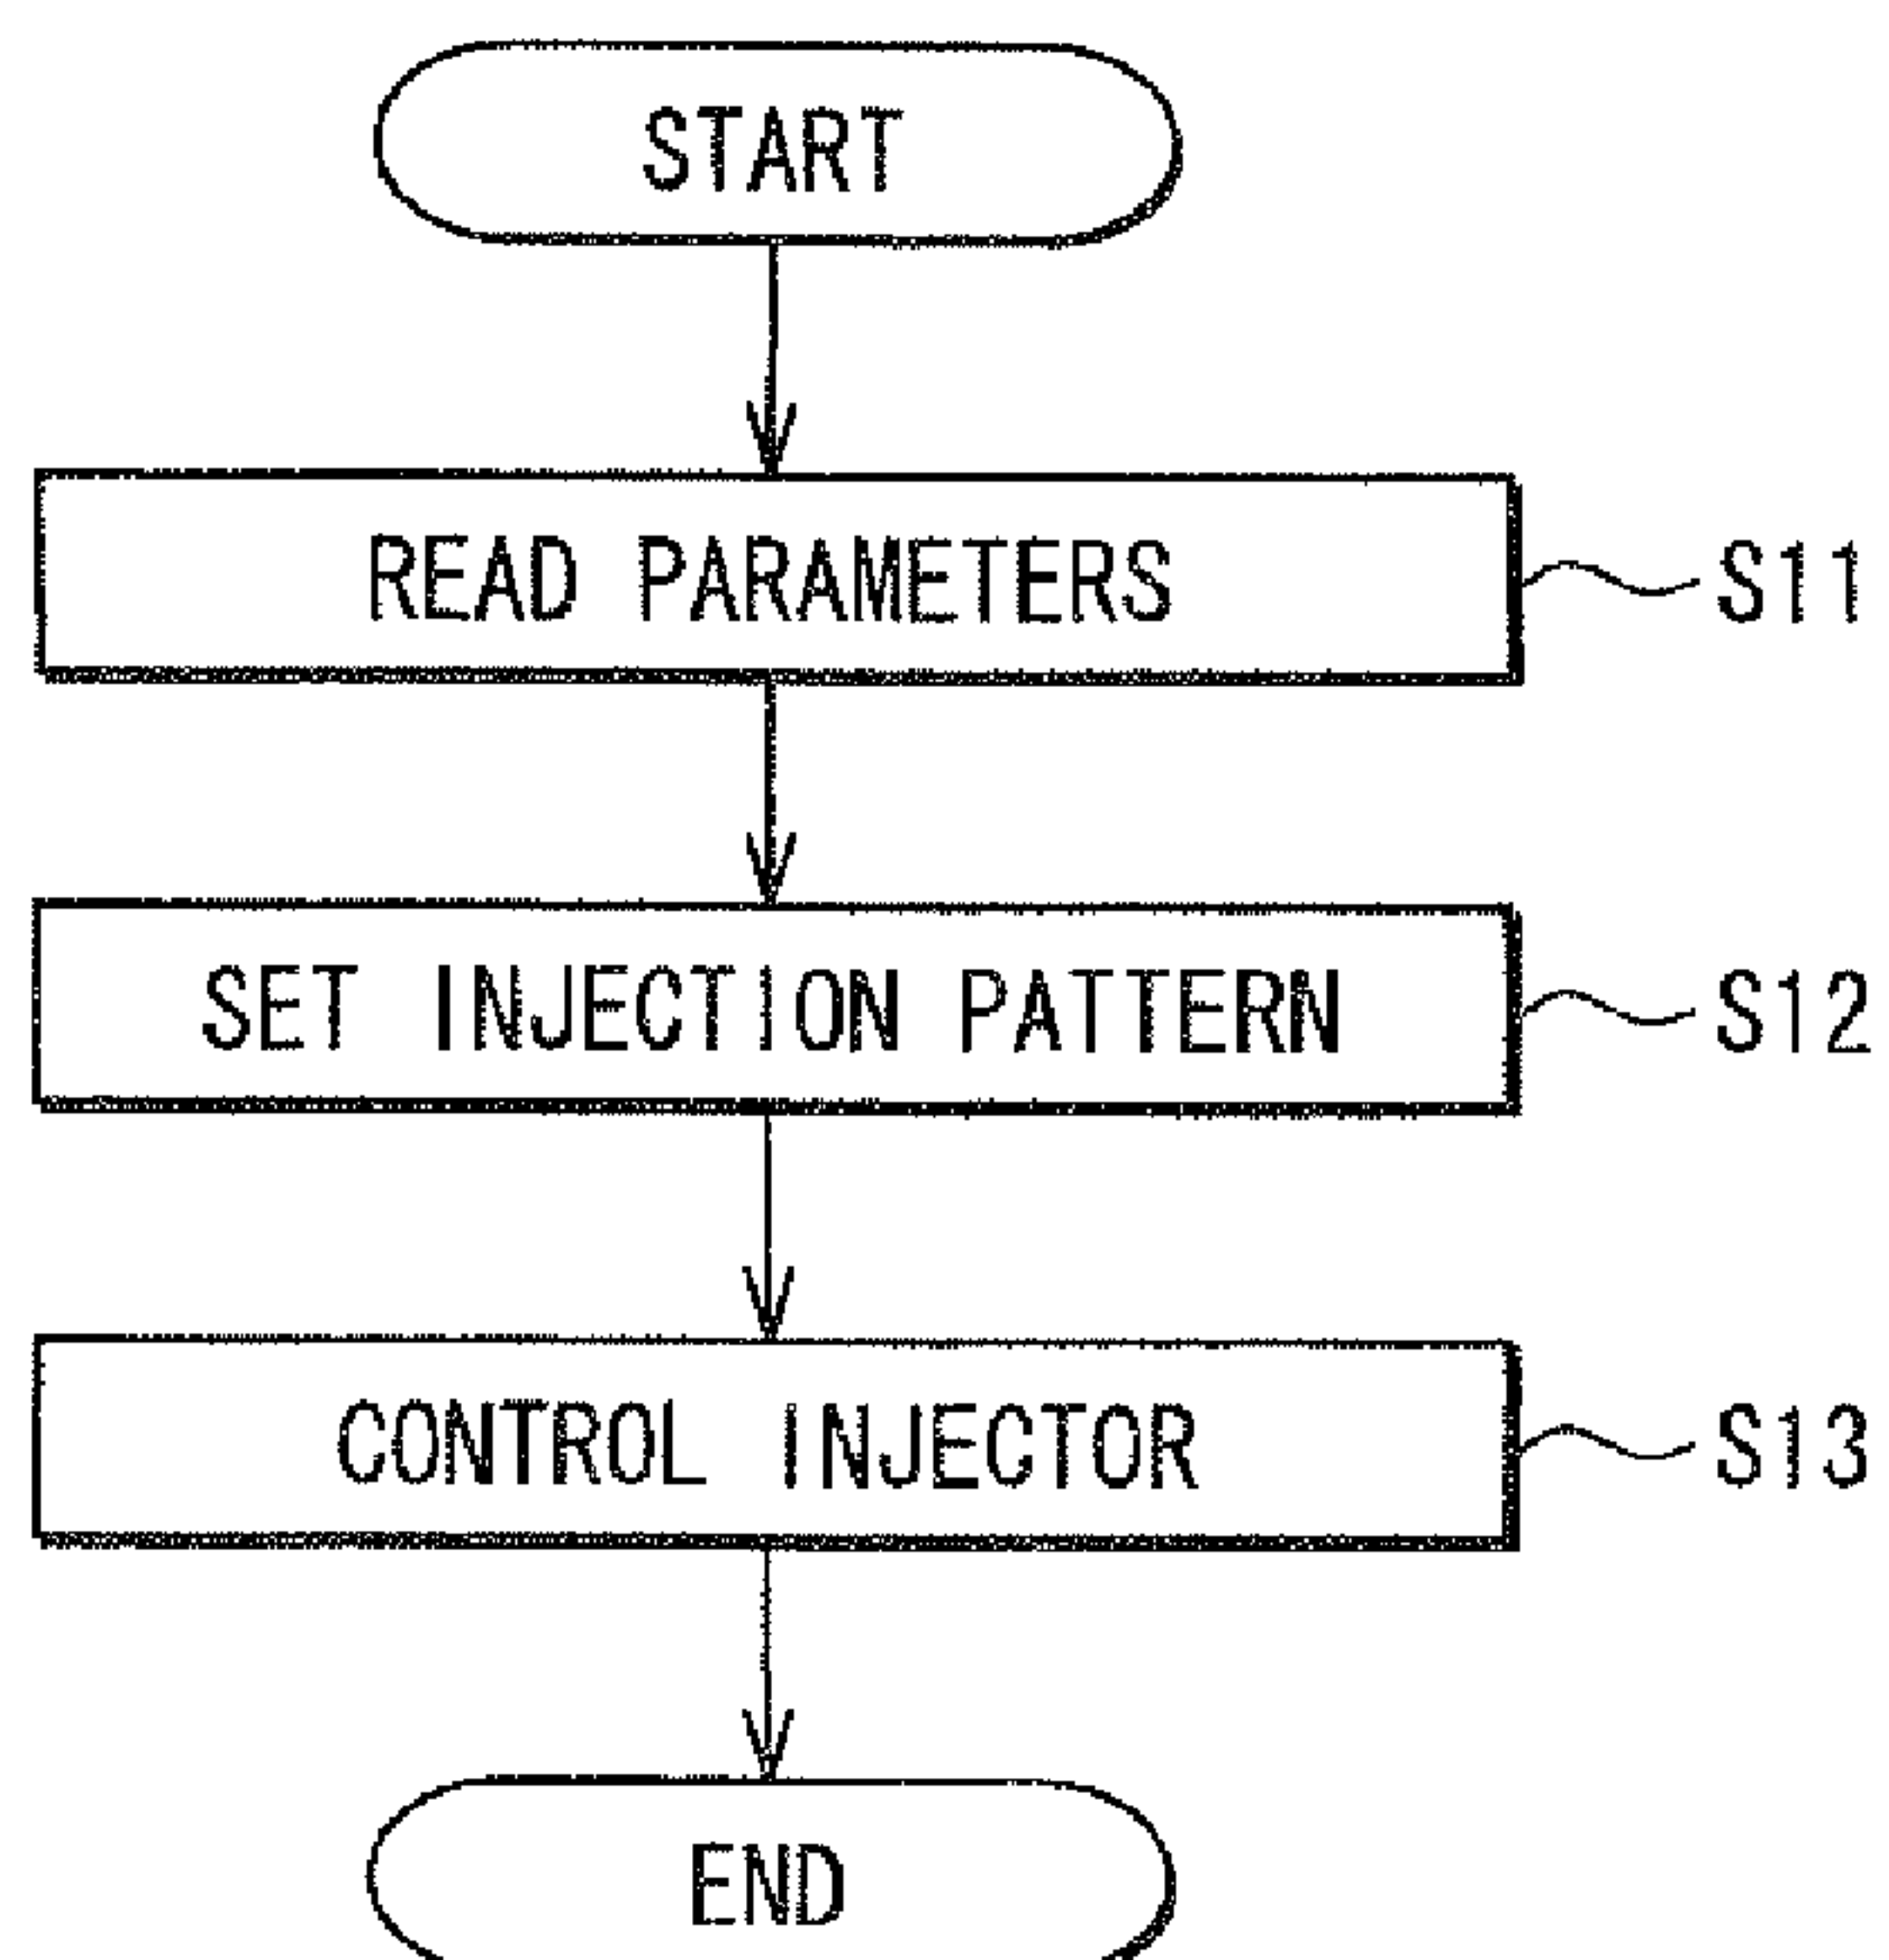 START
READ PARAMETERS S11
SET INJECTION PATTERN S12
CONTROL INJECTOR S13
END